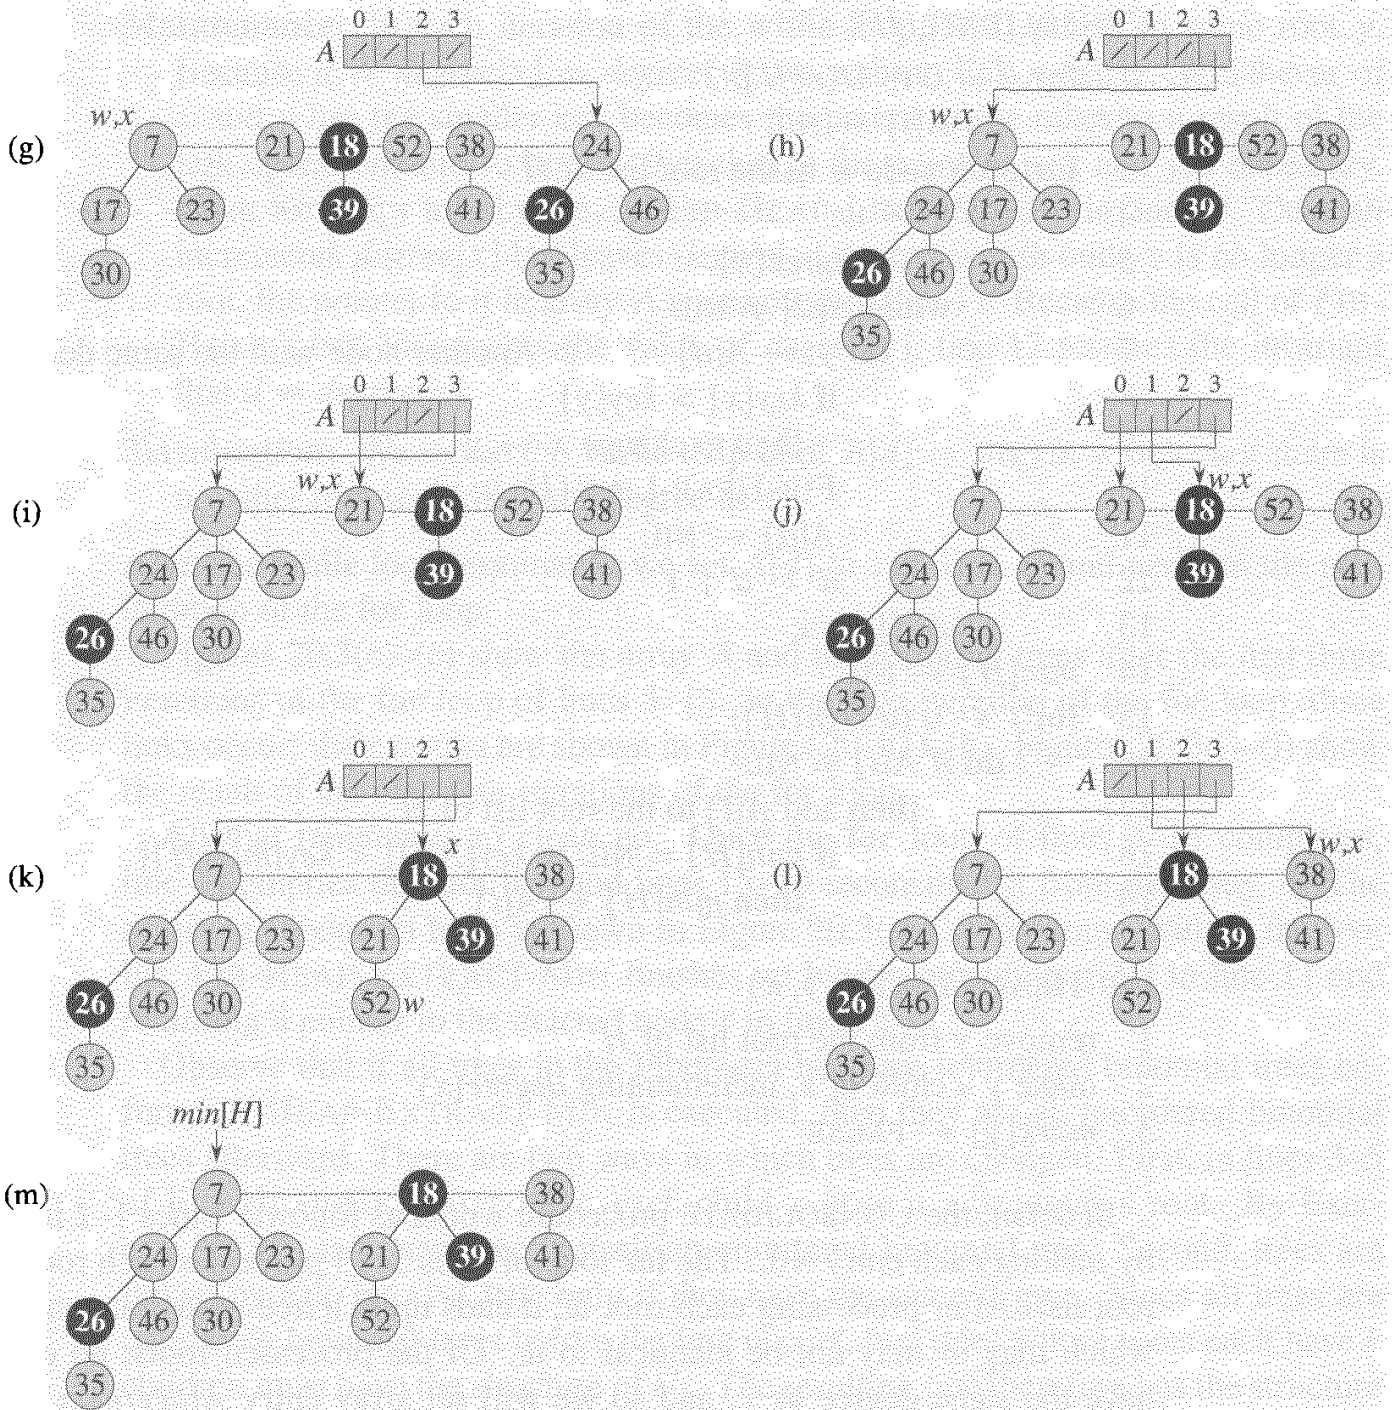 0 1 2 3 0 1 2 3
A A
w,x w,x
(g) 7 21 18 52 38 24 (h) 7 21 18 52 38
17 23 39 41 26 46 24 17 23 39 41
30 35 26 46 30
35
0 1 2 3 0 1 2 3
A A
w,x w,x
(i) 7 21 18 52 38 (j) 7 21 18 52 38
24 17 23 39 41 24 17 23 39 41
26 46 30 26 46 30
35 35
0 1 2 3 0 1 2 3
A A
x w,x
(k) 7 18 38 (l) 7 18 38
24 17 23 21 39 41 24 17 23 21 39 41
26 46 30 52 w 26 46 30 52
35 35
min[H]
(m) 7 18 38
24 17 23 21 39 41
26 46 30 52
35